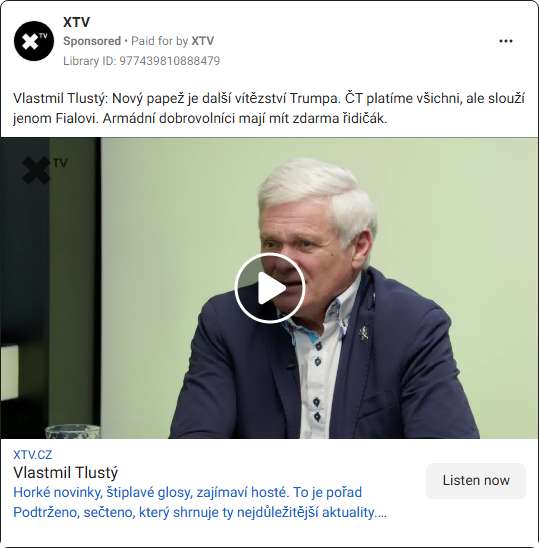 XTV
Sponsored • Paid for by XTV
Library ID: 977439810888479
Vlastmil Tlustý: Nový papež je další vítězství Trumpa. ČT platíme všichni, ale slouží
jenom Fialovi. Armádní dobrovolníci mají mít zdarma řidičák.
XTV
XTV.CZ
Vlastmil Tlustý
Listen now
Horké novinky, štiplavé glosy, zajímaví hosté. To je pořad
Podtrženo, sečteno, který shrnuje ty nejdůležitější aktuality....